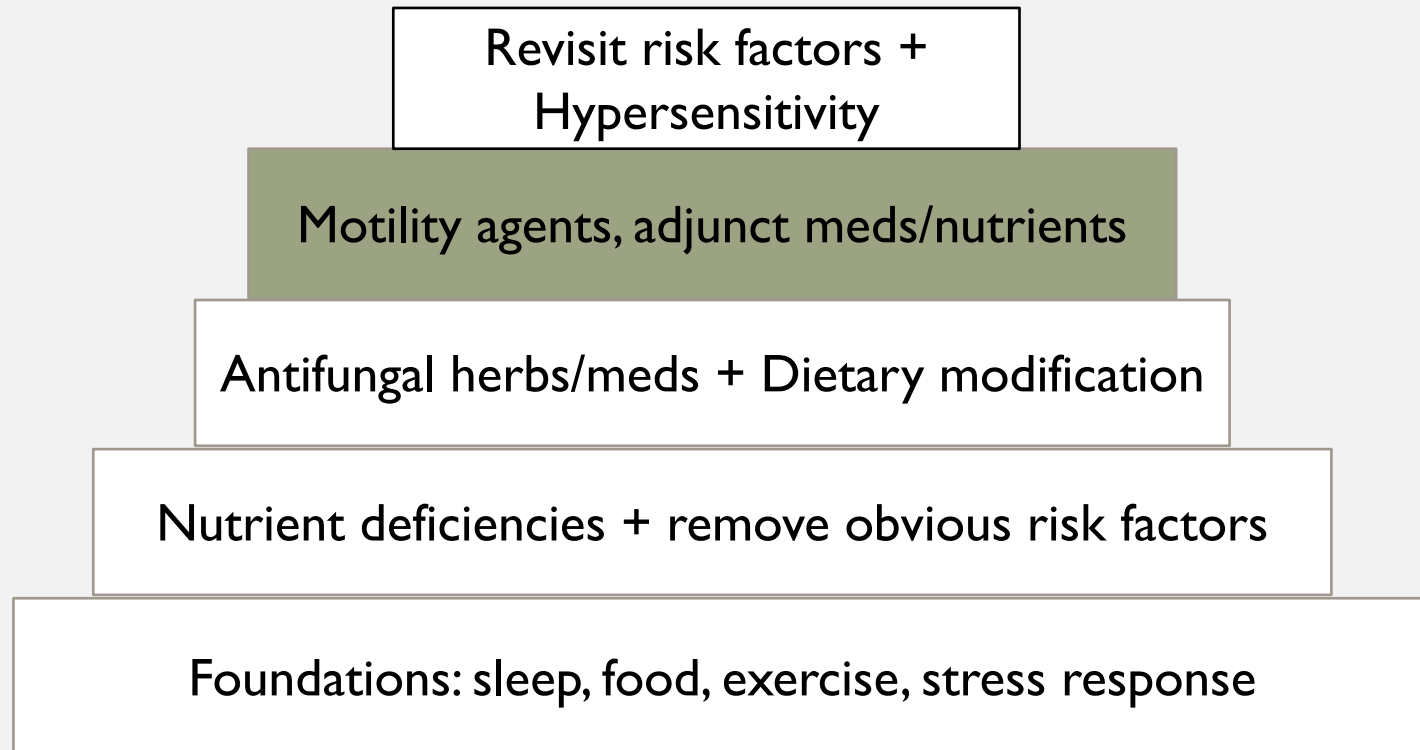 Revisit risk factors +
Hypersensitivity
Motility agents, adjunct meds/nutrients
Antifungal herbs/meds + Dietary modification
Nutrient deficiencies + remove obvious risk factors
Foundations: sleep, food, exercise, stress response